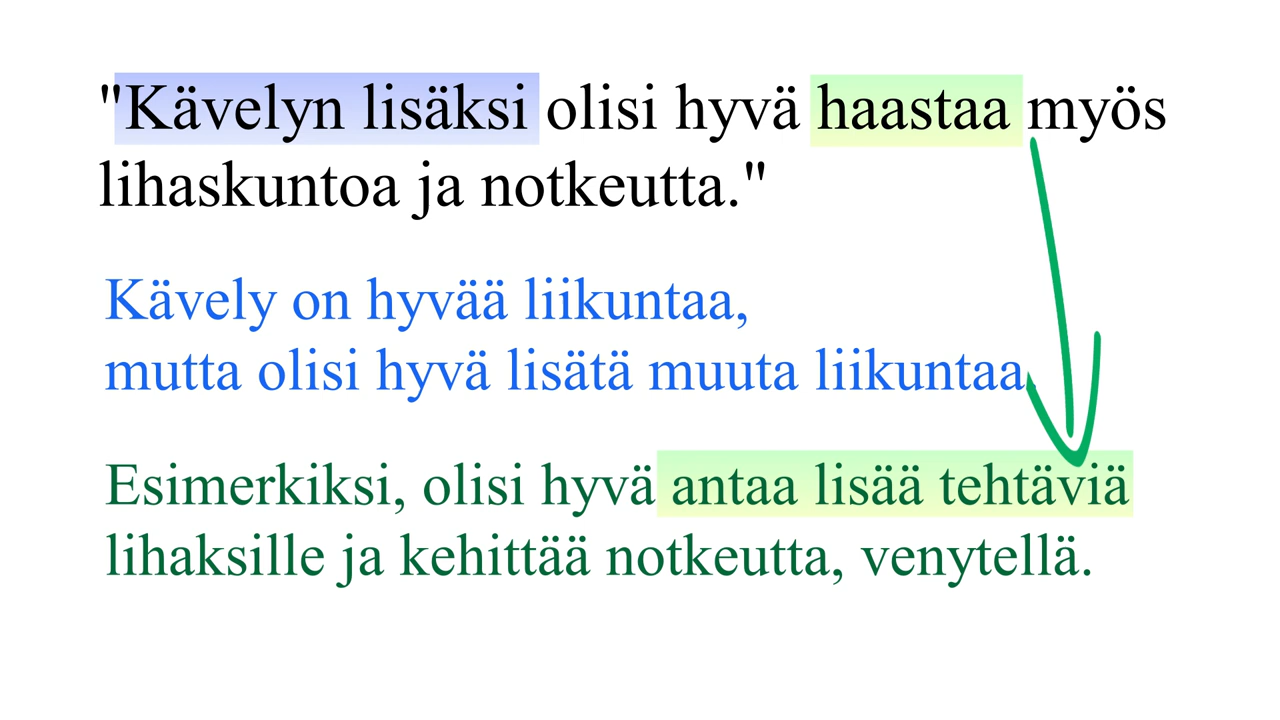 "Kävelyn lisäksi olisi hyvä haastaa myös
lihaskuntoa ja notkeutta."
Kävely on hyvää liikuntaa,
mutta olisi hyvä lisätä muuta liikuntaa.
Esimerkiksi, olisi hyvä antaa lisää tehtäviä
lihaksille ja kehittää notkeutta, venytellä.